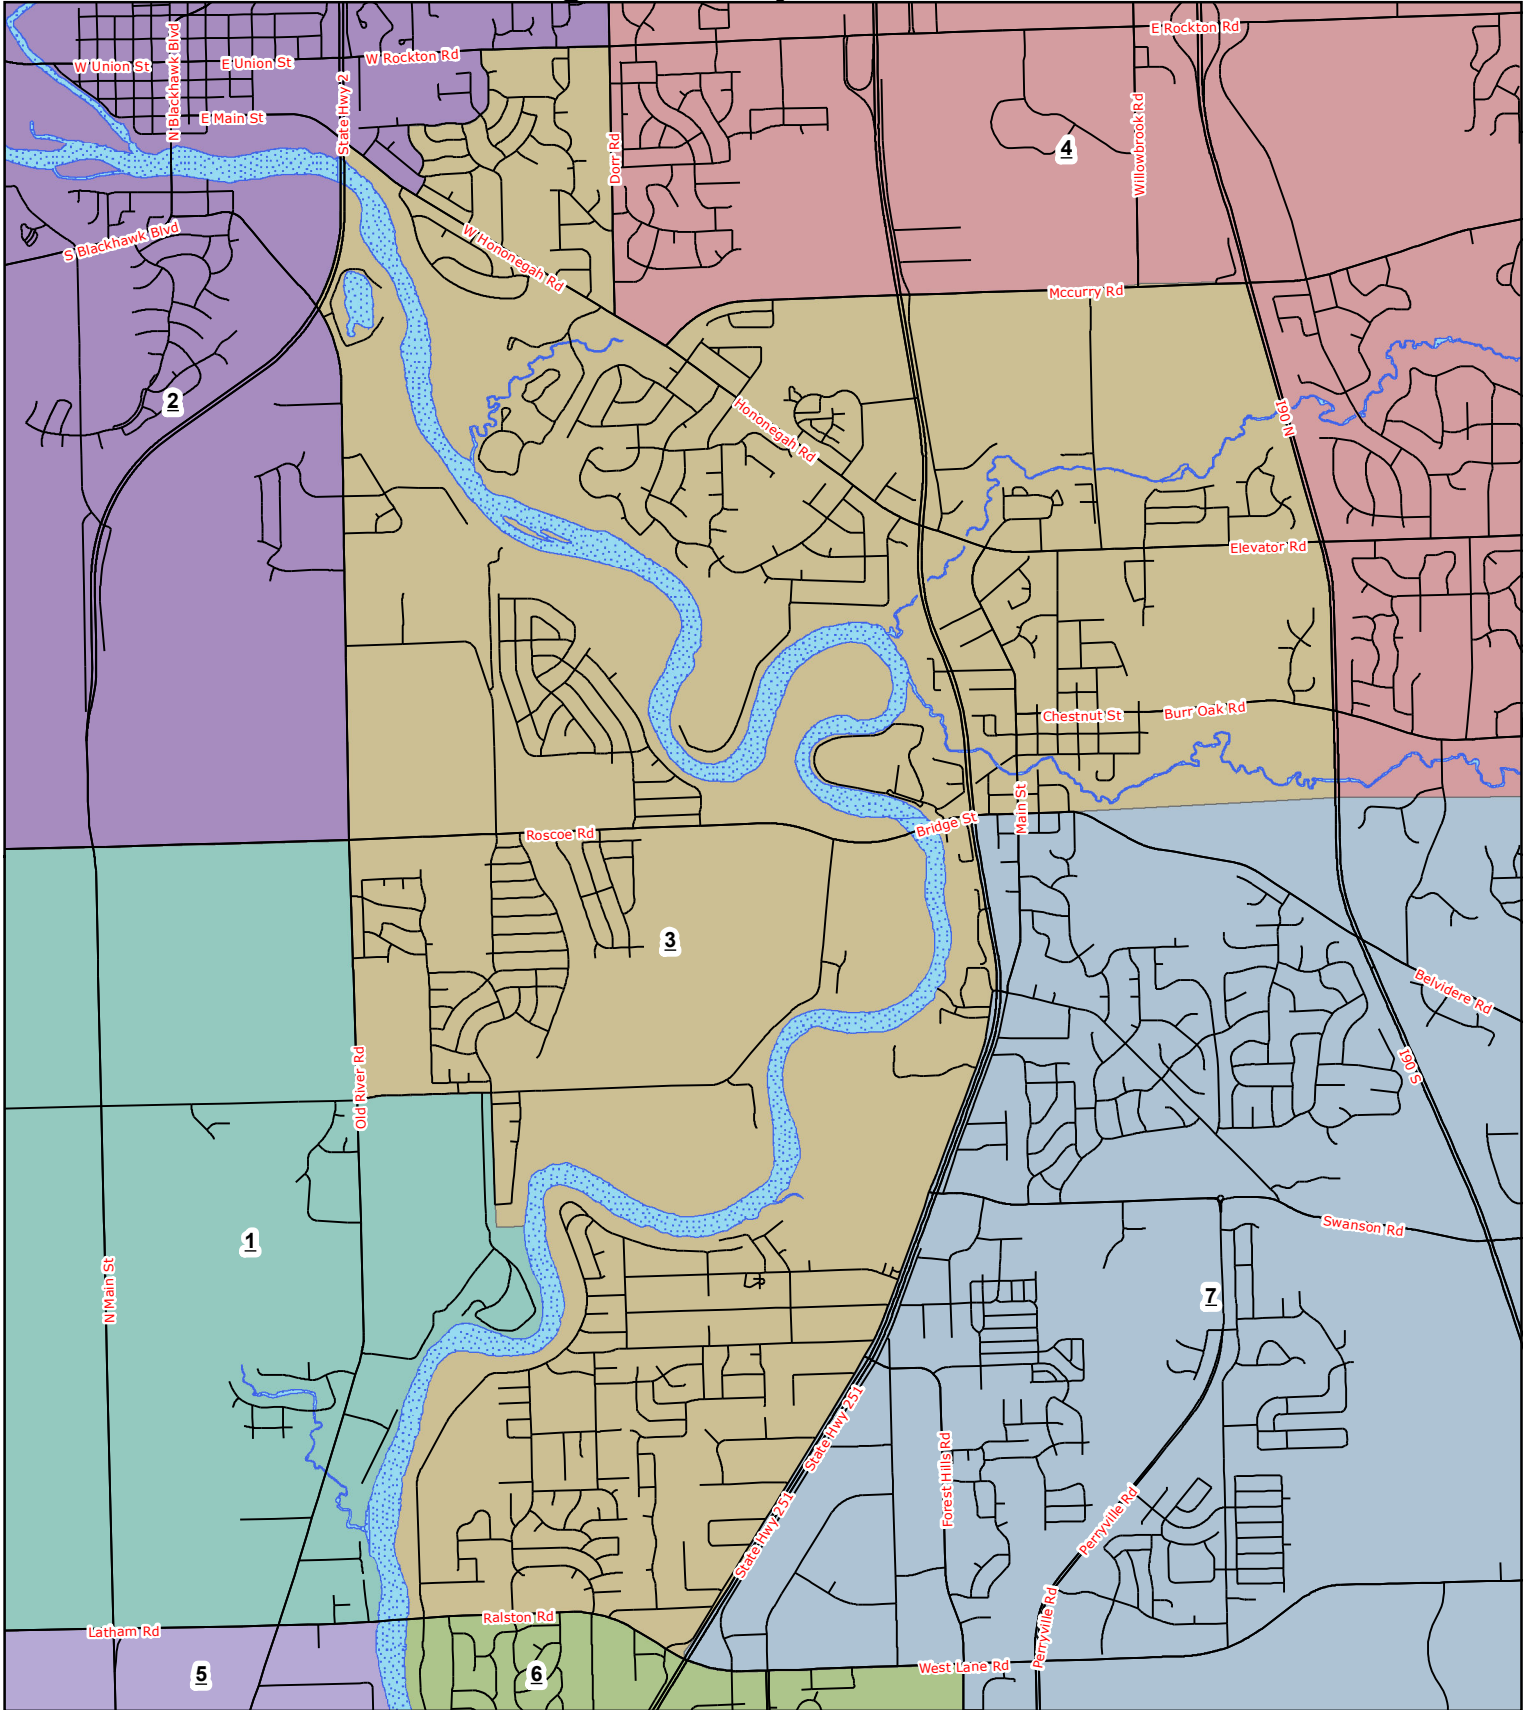 E Rockton Rd
N Blackhawk Blvd
W Union St
E Union St
W Rockton Rd
State Hwy 2
E Main St
Dorr Rd
Willowbrook Rd
4
S Blackhawk Blvd
W Hononegah Rd
Mccurry Rd
2
Hononegah Rd
I90 N
Elevator Rd
Chestnut St
Burr Oak Rd
Main St
Bridge St
Roscoe Rd
3
Belvidere Rd
Old River Rd
I90 S
1
Swanson Rd
N Main St
7
State Hwy 251
Forest Hills Rd
State Hwy 251
Perryville Rd
Perryville Rd
Ralston Rd
Latham Rd
West Lane Rd
5
6